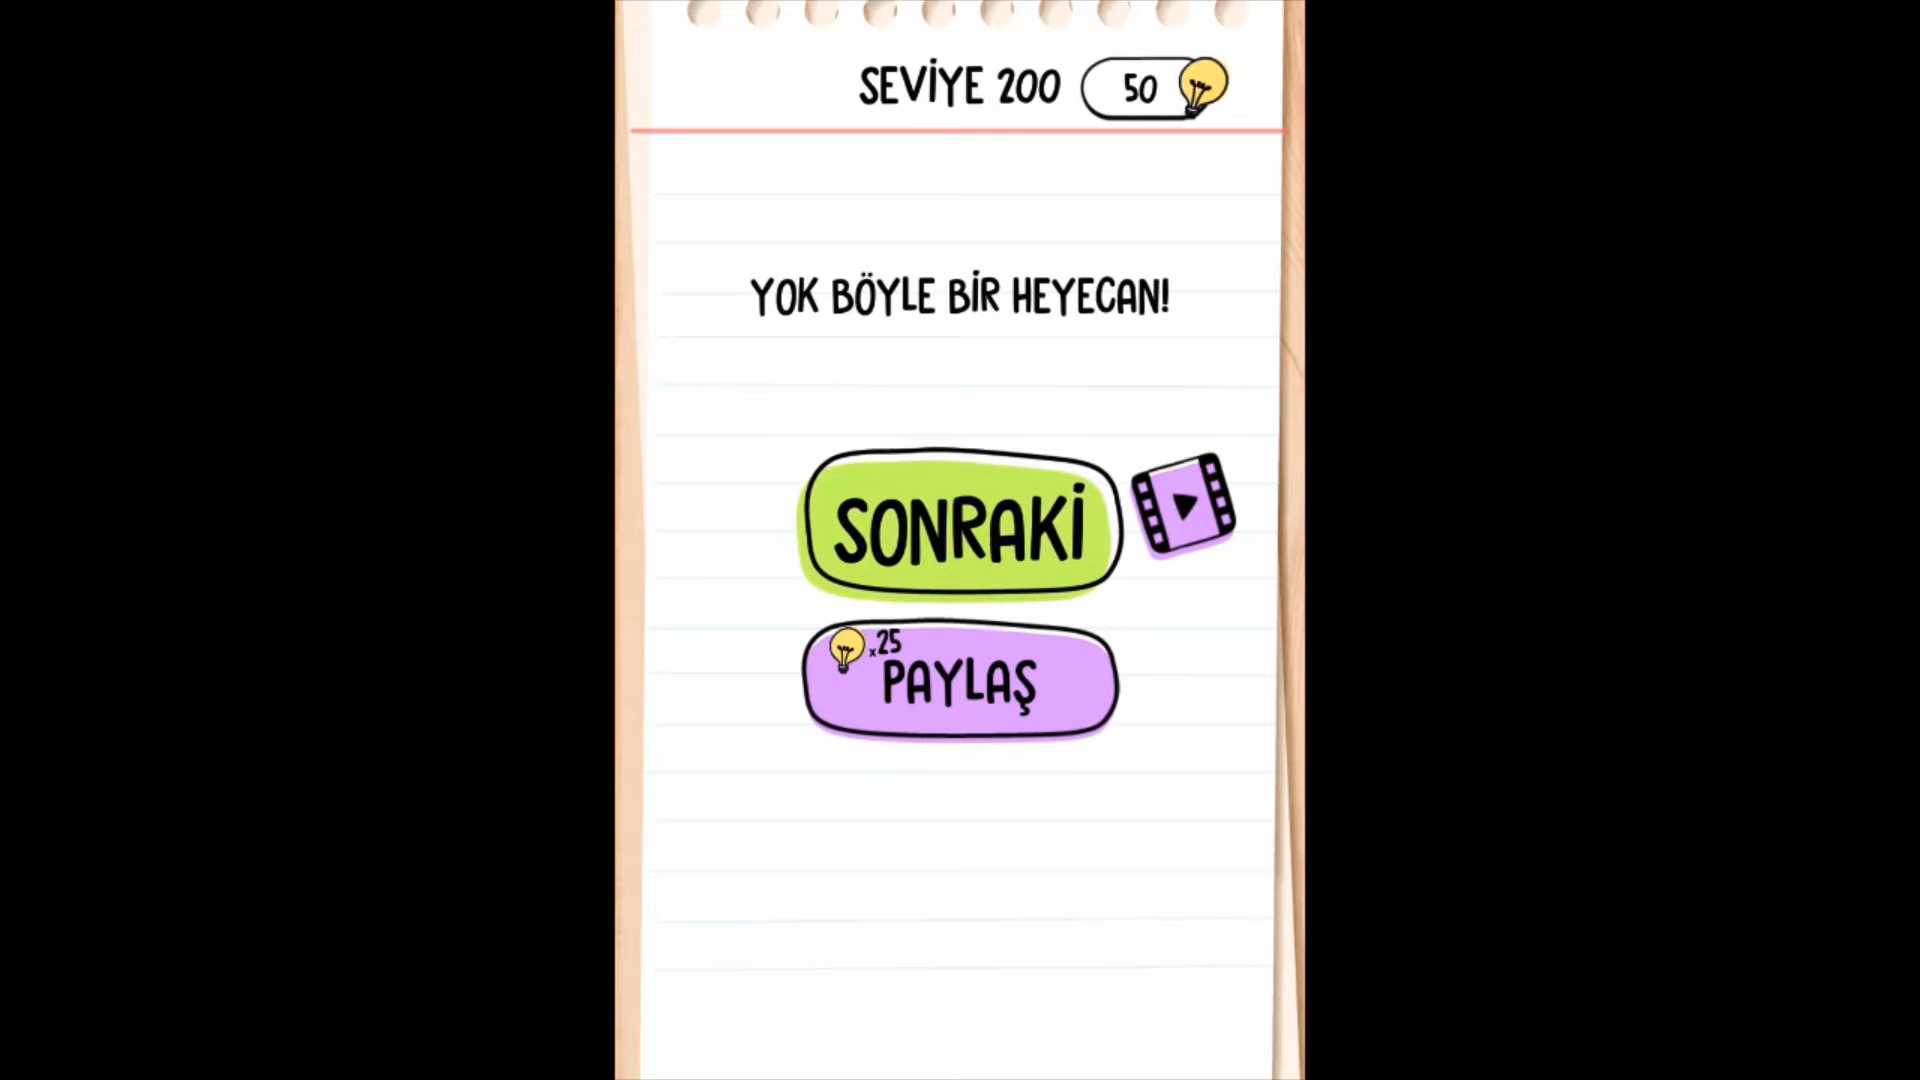 SEVİYE 200
50
YOK BÖYLE BİR HEYECAN!
SONRAKİ
x25
PAYLAŞ